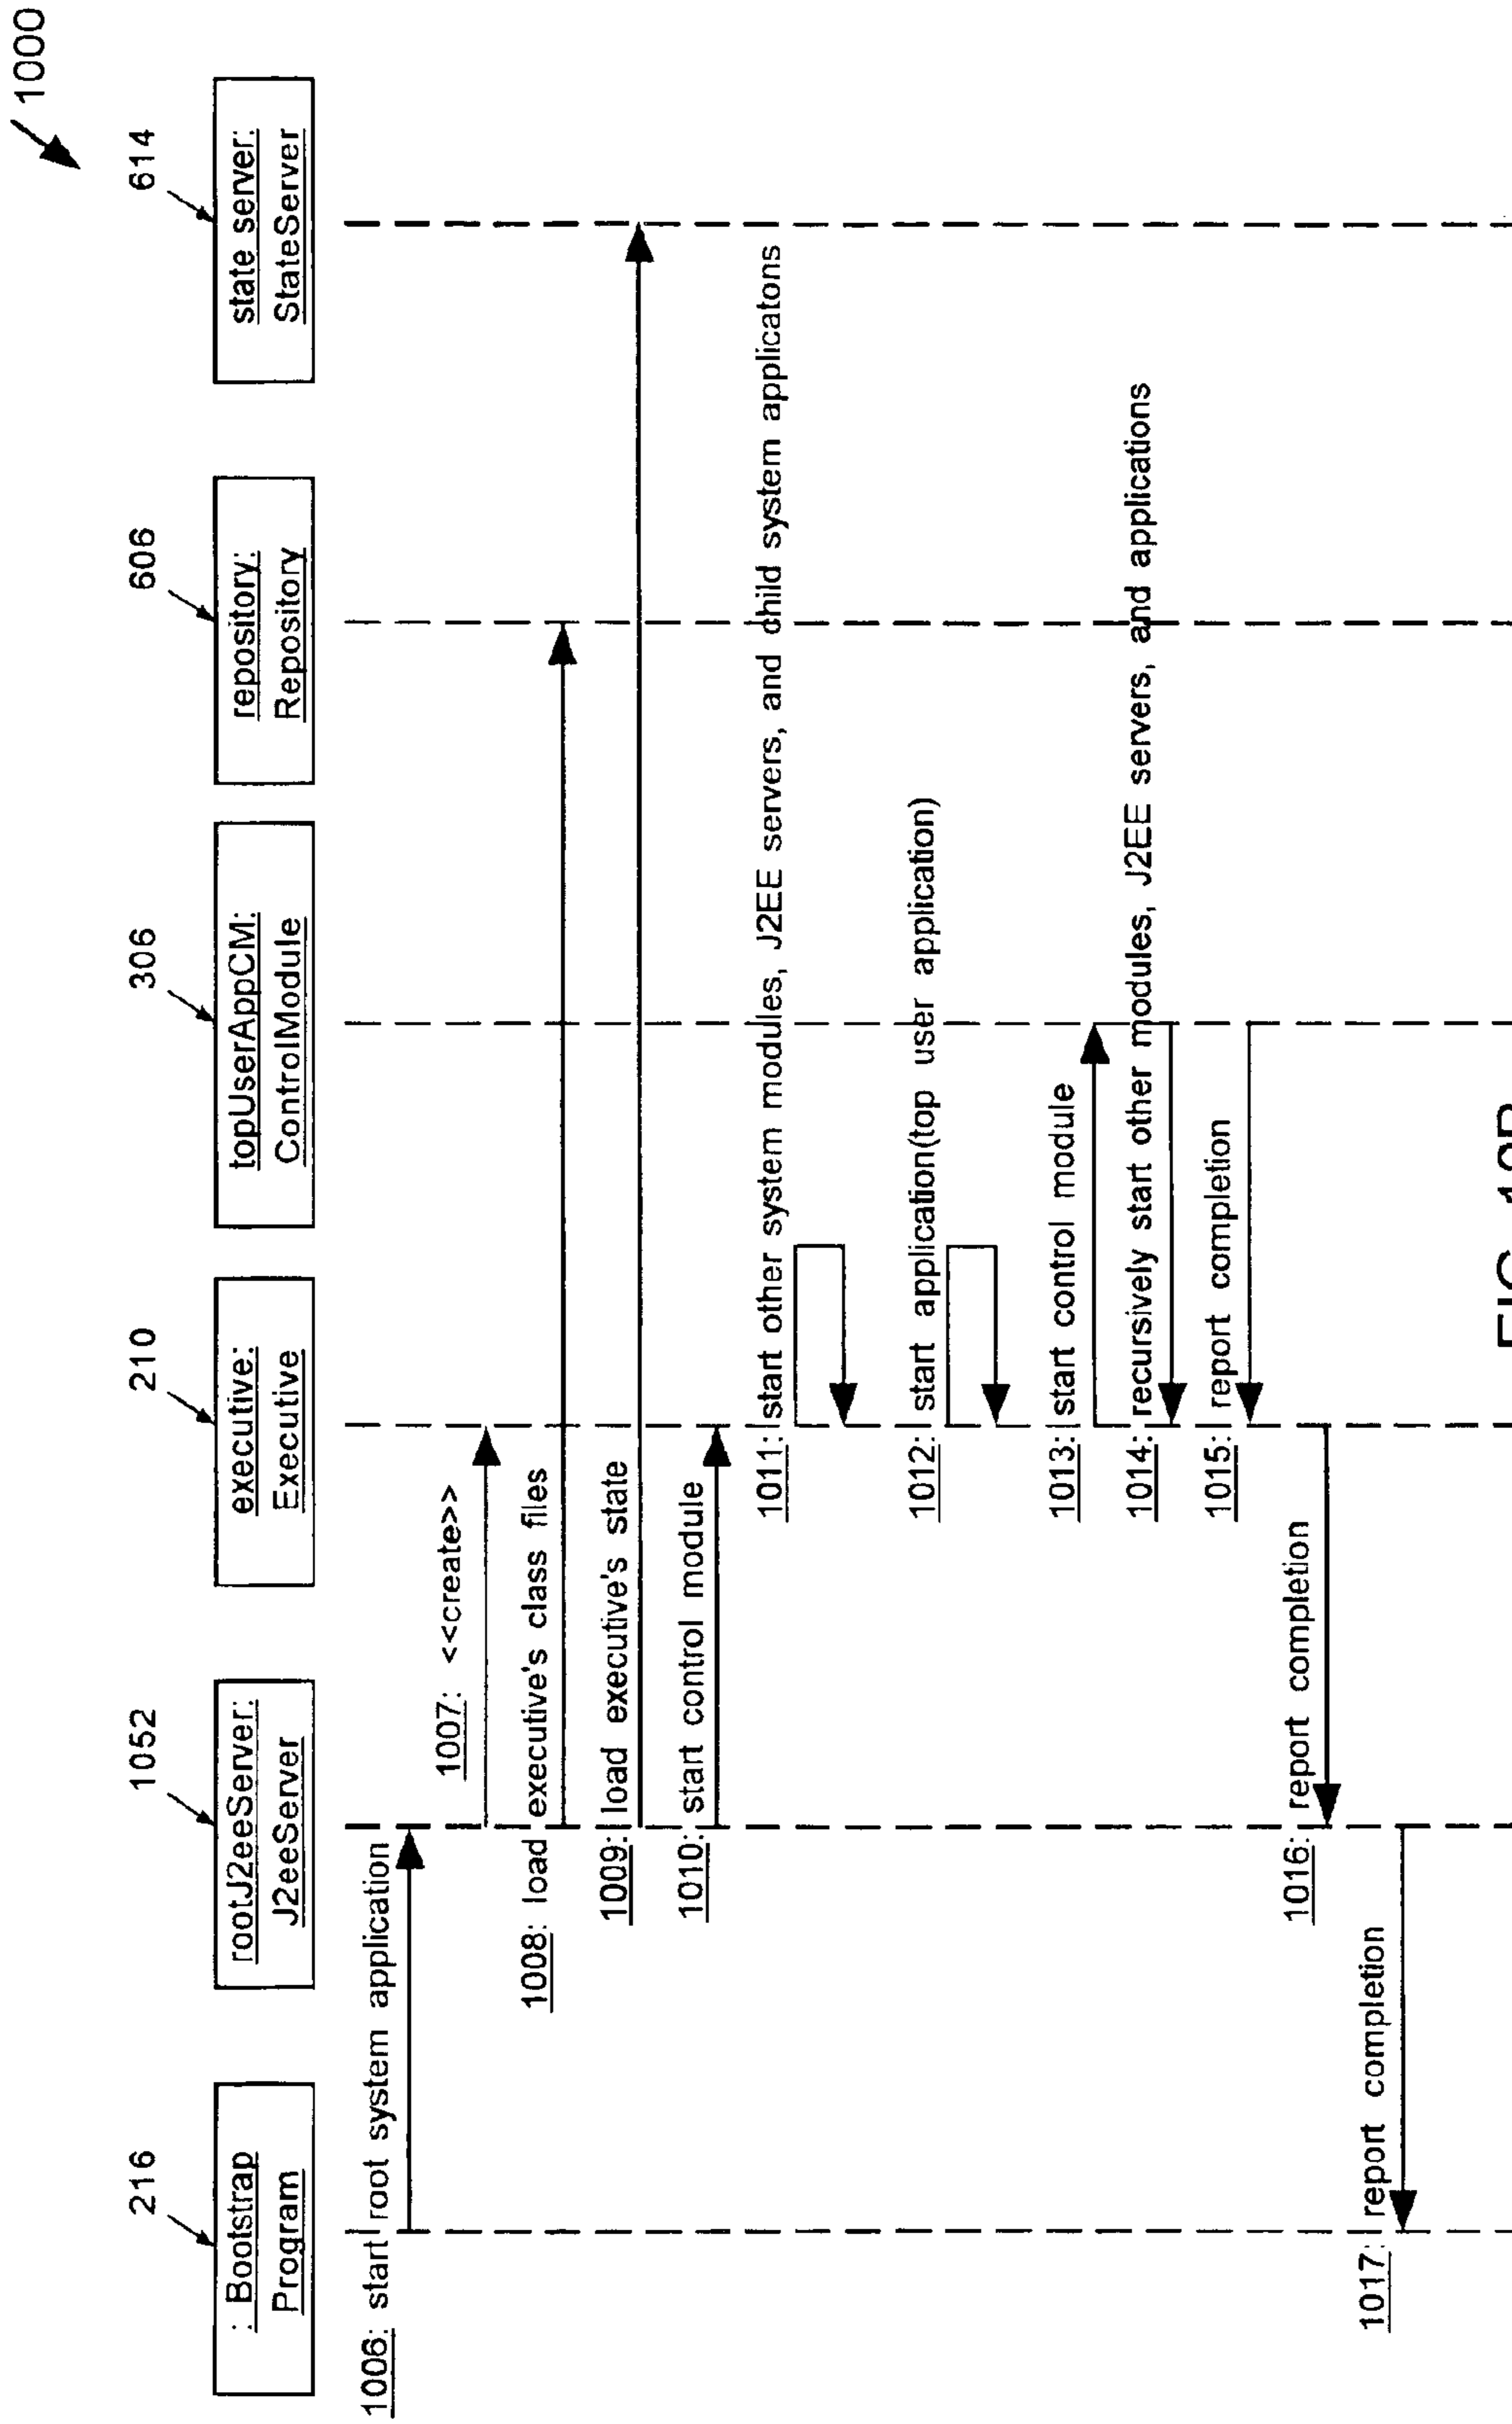 1000
216
1052
210
306
606
614
: Bootstrap
Program
rootJ2eeServer:
J2eeServer
executive:
Executive
topUserAppCM:
ControlModule
repository:
Repository
state server:
StateServer
1006: start root system application
1007: <<create>>
1008: load executive's class files
1009: load executive's state
1010: start control module
1011: start other system modules, J2EE servers, and child system applicatons
1012: start application(top user application)
1013: start control module
1014: recursively start other modules, J2EE servers, and applications
1015: report completion
1016: report completion
1017: report completion